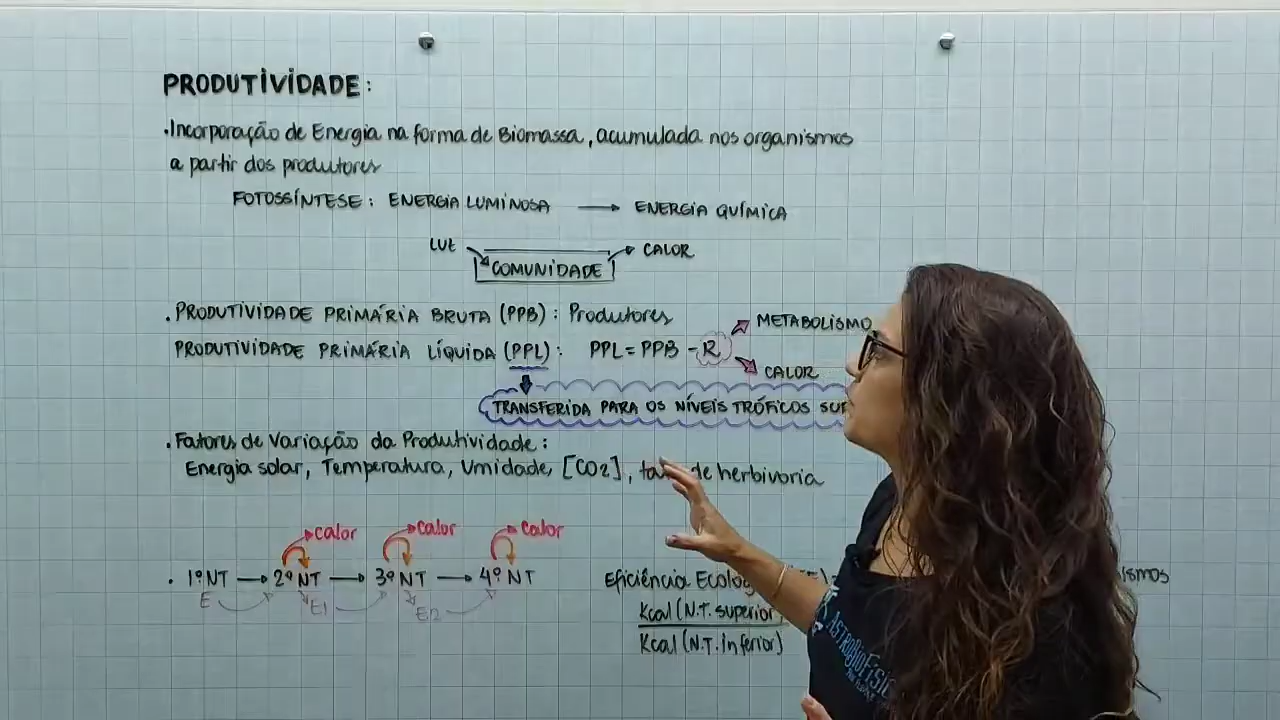 PRODUTIVIDADE:
.Incorporação de Energia na forma de Biomassa, acumulada nos organismos
a partir dos produtores
FOTOSSÍNTESE: ENERGIA LUMINOSA → ENERGIA QUÍMICA
LUZ COMUNIDADE CALOR
. PRODUTIVIDADE PRIMÁRIA BRUTA (PPB): Produtores
METABOLISMO
PRODUTIVIDADE PRIMÁRIA LÍQUIDA (PPL): PPL = PPB - R
CALOR
TRANSFERIDA PARA OS NÍVEIS TRÓFICOS
. Fatores de Variação da Produtividade:
Energia solar, Temperatura, Umidade, [CO2], de herbivoria
calor calor calor
. 1º NT → 2º NT → 3º NT → 4º NT
E E1 E2
Eficiência
Kcal (N.T. superior
Kcal (N.T. Inferior)